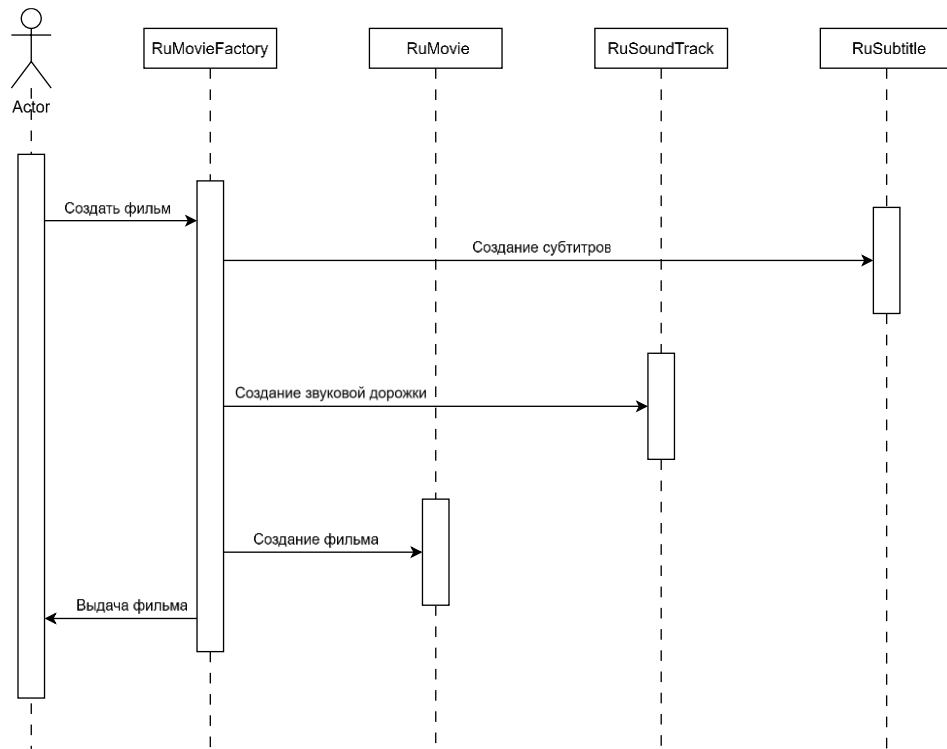 RuMovieFactory
RuMovie
RuSoundTrack
RuSubtitle
Actor
Создать фильм
Создание субтитров
Создание звуковой дорожки
Создание фильма
Выдача фильма